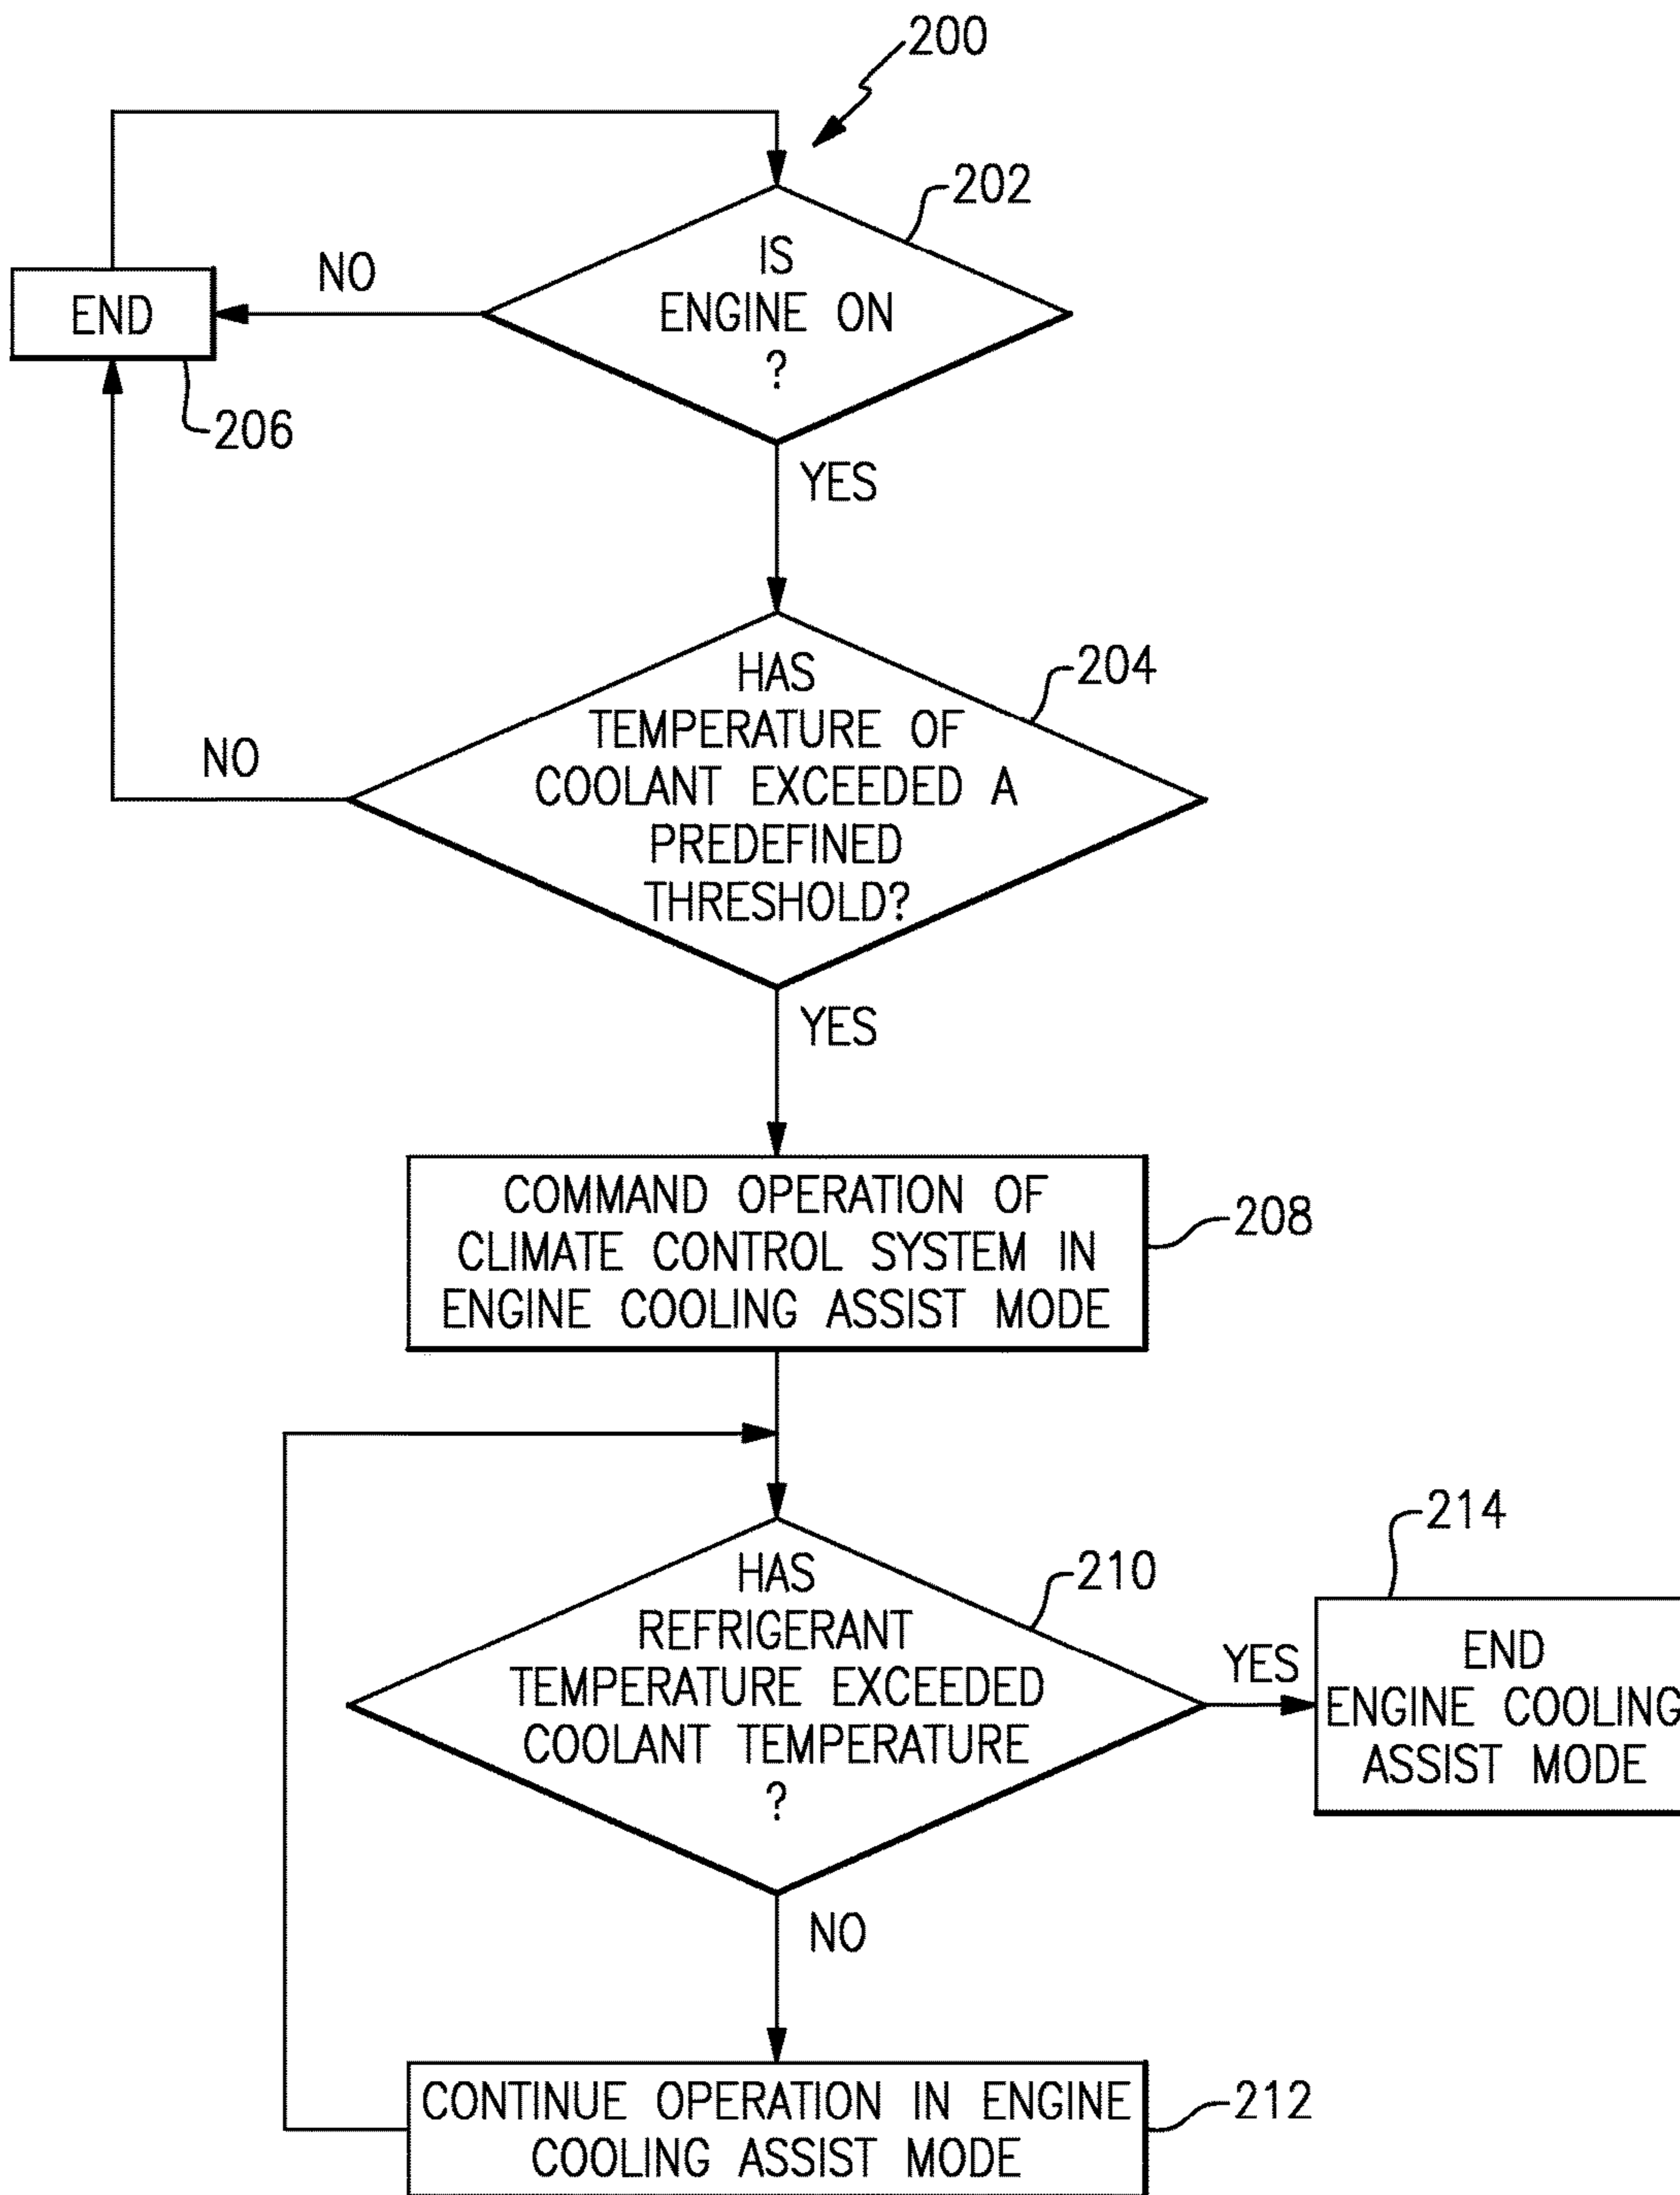 200
202
IS
ENGINE ON
?
NO
END
206
YES
204
HAS
TEMPERATURE OF
COOLANT EXCEEDED A
PREDEFINED
THRESHOLD?
NO
YES
COMMAND OPERATION OF
CLIMATE CONTROL SYSTEM IN
ENGINE COOLING ASSIST MODE
208
210
HAS
REFRIGERANT
TEMPERATURE EXCEEDED
COOLANT TEMPERATURE
?
YES
214
END
ENGINE COOLING
ASSIST MODE
NO
CONTINUE OPERATION IN ENGINE
COOLING ASSIST MODE
212